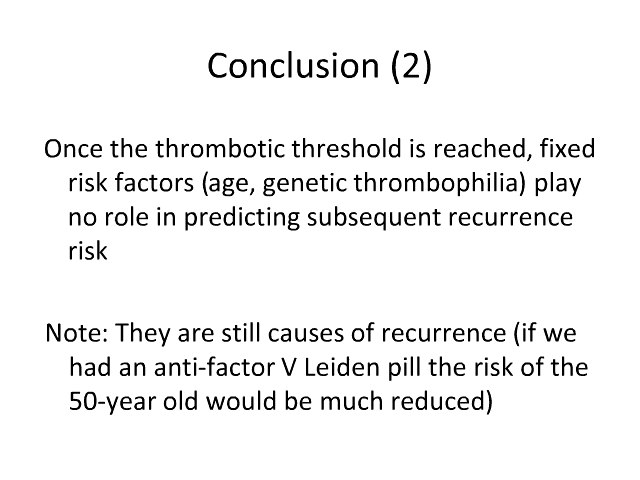 Conclusion (2)
Once the thrombotic threshold is reached, fixed
risk factors (age, genetic thrombophilia) play
no role in predicting subsequent recurrence
risk
Note: They are still causes of recurrence (if we
had an anti-factor V Leiden pill the risk of the
50-year old would be much reduced)